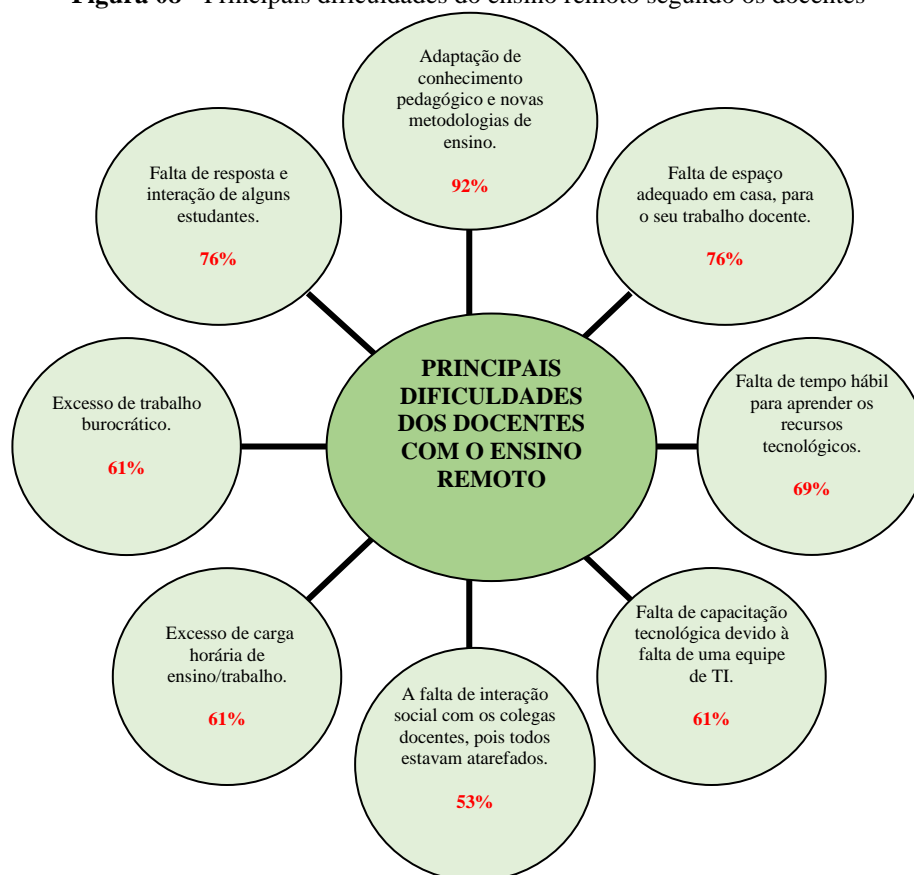 Figura 08 - Principais dificuldades do ensino remoto segundo os docentes
Adaptação de
conhecimento
pedagógico e novas
metodologias de
ensino.
92%
Falta de espaço
adequado em casa, para
o seu trabalho docente.
76%
Falta de tempo hábil
para aprender os
recursos
tecnológicos.
69%
Falta de capacitação
tecnológica devido à
falta de uma equipe
de TI.
61%
A falta de interação
social com os colegas
docentes, pois todos
estavam atarefados.
53%
Excesso de carga
horária de
ensino/trabalho.
61%
Excesso de trabalho
burocrático.
61%
Falta de resposta e
interação de alguns
estudantes.
76%
PRINCIPAIS
DIFICULDADES
DOS DOCENTES
COM O ENSINO
REMOTO